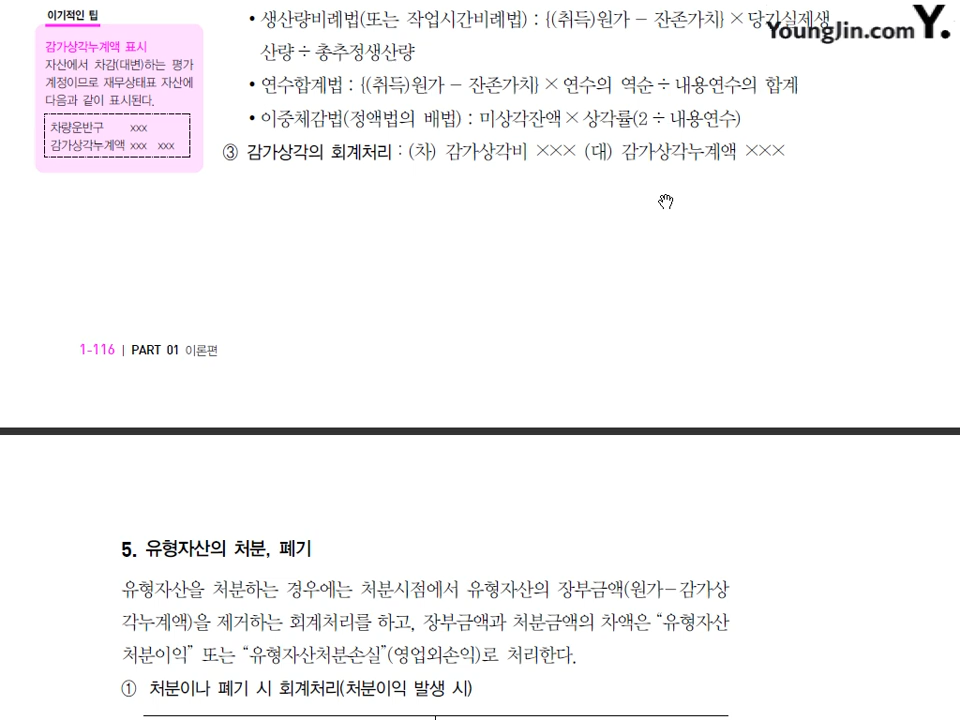 이기적인 팁
감가상각누계액 표시
자산에서 차감(대변)하는 평가
계정이므로 재무상태표 자산에
다음과 같이 표시된다.
차량운반구 xxx
감가상각누계액 xxx xxx
• 생산량비례법(또는 작업시간비례법) : {(취득)원가 - 잔존가치} × 당기실제생
산량 ÷ 총추정생산량
• 연수합계법 : {(취득)원가 - 잔존가치} × 연수의 역순 ÷ 내용연수의 합계
• 이중체감법(정액법의 배법) : 미상각잔액 × 상각률(2 ÷ 내용연수)
③ 감가상각의 회계처리 : (차) 감가상각비 ××× (대) 감가상각누계액 ×××
YoungJin.com Y.
1-116 | PART 01 이론편
5. 유형자산의 처분, 폐기
유형자산을 처분하는 경우에는 처분시점에서 유형자산의 장부금액(원가-감가상
각누계액)을 제거하는 회계처리를 하고, 장부금액과 처분금액의 차액은 "유형자산
처분이익" 또는 "유형자산처분손실"(영업외손익)로 처리한다.
① 처분이나 폐기 시 회계처리(처분이익 발생 시)